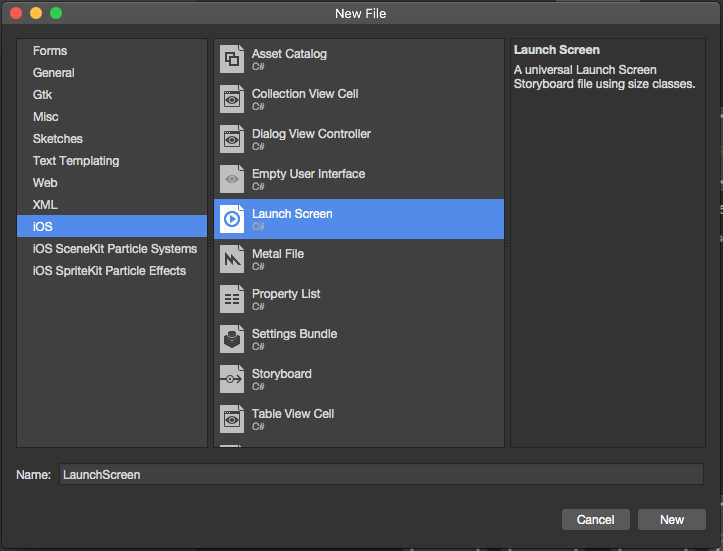 New File
Forms
General
Gtk
Misc
Sketches
Text Templating
Web
XML
iOS
iOS SceneKit Particle Systems
iOS SpriteKit Particle Effects
Asset Catalog
C#
Collection View Cell
C#
Dialog View Controller
C#
Empty User Interface
C#
Launch Screen
C#
Metal File
C#
Property List
C#
Settings Bundle
C#
Storyboard
C#
Table View Cell
C#
Launch Screen
A universal Launch Screen
Storyboard file using size classes.
Name: LaunchScreen
Cancel New